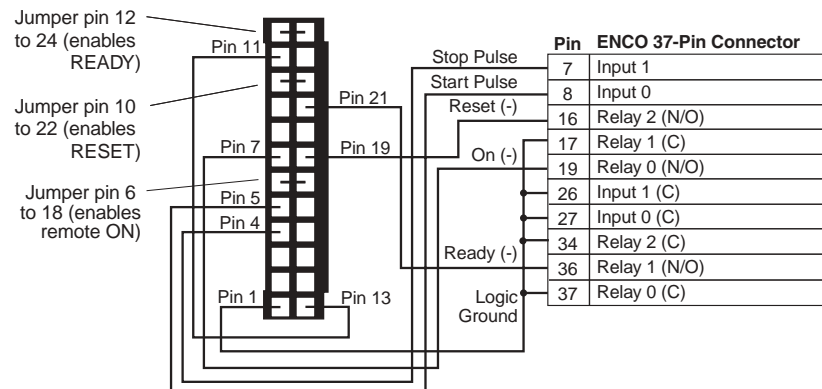 Jumper pin 12
to 24 (enables
READY)
Pin 11
Jumper pin 10
to 22 (enables
RESET)
Pin 21
Pin 7
Pin 19
Jumper pin 6
to 18 (enables
remote ON)
Pin 5
Pin 4
Pin 1
Pin 13
Stop Pulse
Start Pulse
Reset (-)
On (-)
Ready (-)
Logic
Ground
Pin ENCO 37-Pin Connector
7 Input 1
8 Input 0
16 Relay 2 (N/O)
17 Relay 1 (C)
19 Relay 0 (N/O)
26 Input 1 (C)
27 Input 0 (C)
34 Relay 2 (C)
36 Relay 1 (N/O)
37 Relay 0 (C)